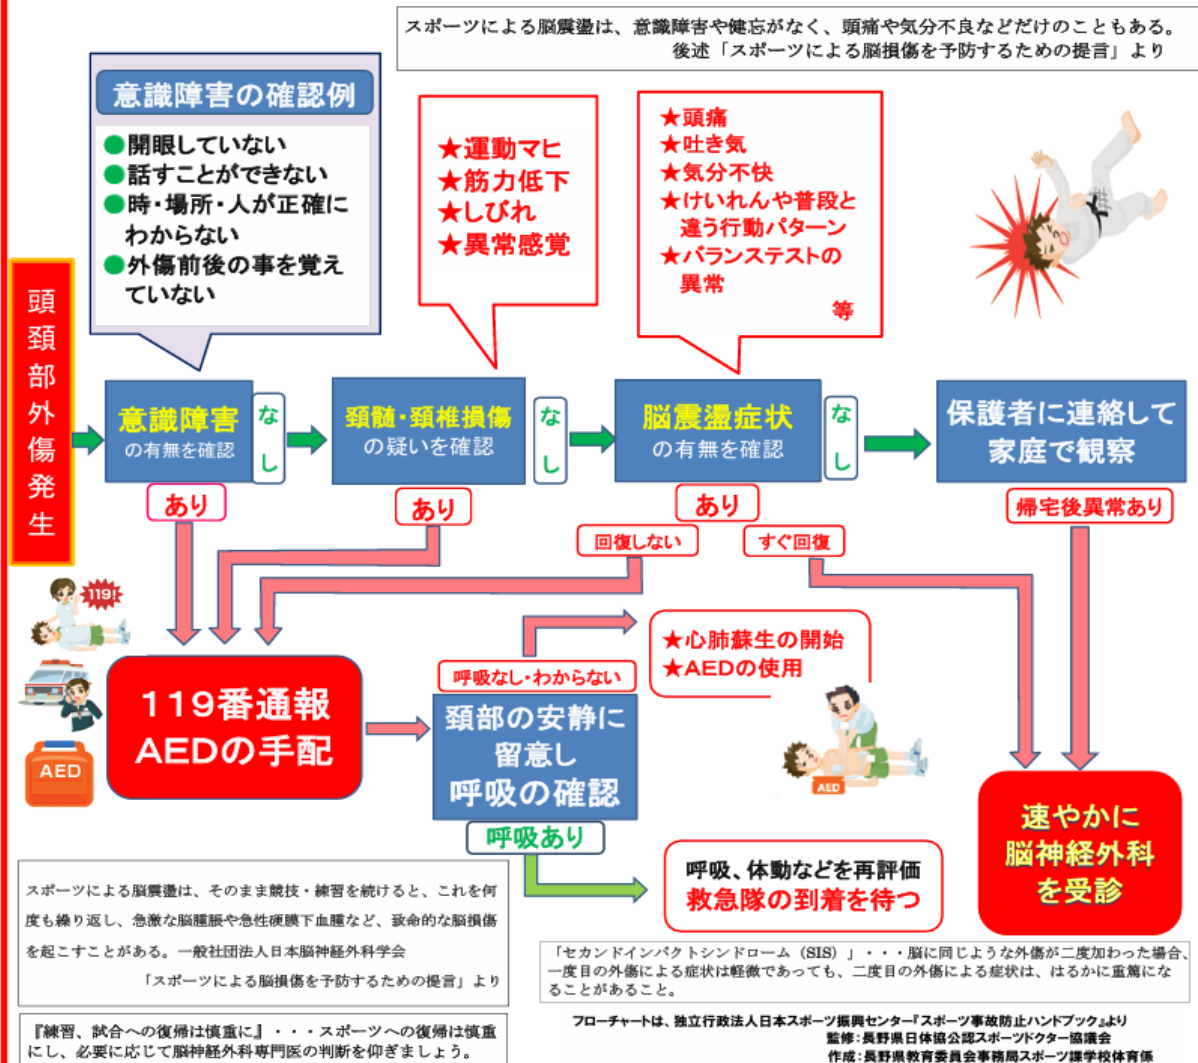 スポーツによる脳震盪は、意識障害や健忘がなく、頭痛や気分不良などだけのこともある。
後述「スポーツによる脳損傷を予防するための提言」より
意識障害の確認例
●開眼していない
●話すことができない
●時・場所・人が正確に
わからない
●外傷前後の事を覚え
ていない
★運動マヒ
★筋力低下
★しびれ
★異常感覚
★頭痛
★吐き気
★気分不快
★けいれんや普段と
違う行動パターン
★バランステストの
異常
等
頭頚部外傷発生
意識障害
の有無を確認
なし
あり
頚髄・頚椎損傷
の疑いを確認
なし
あり
脳震盪症状
の有無を確認
なし
あり
回復しない
すぐ回復
保護者に連絡して
家庭で観察
帰宅後異常あり
119!
AED
119番通報
AEDの手配
呼吸なし・わからない
頚部の安静に
留意し
呼吸の確認
呼吸あり
★心肺蘇生の開始
★AEDの使用
AED
呼吸、体動などを再評価
救急隊の到着を待つ
速やかに
脳神経外科
を受診
スポーツによる脳震盪は、そのまま競技・練習を続けると、これを何
度も繰り返し、急激な脳腫脹や急性硬膜下血腫など、致命的な脳損傷
を起こすことがある。一般社団法人日本脳神経外科学会
「スポーツによる脳損傷を予防するための提言」より
「セカンドインパクトシンドローム（SIS）」・・・脳に同じような外傷が二度加わった場合、
一度目の外傷による症状は軽微であっても、二度目の外傷による症状は、はるかに重篤にな
ることがあること。
『練習、試合への復帰は慎重に』・・・スポーツへの復帰は慎重
にし、必要に応じて脳神経外科専門医の判断を仰ぎましょう。
フローチャートは、独立行政法人日本スポーツ振興センター『スポーツ事故防止ハンドブック』より
監修：長野県日体協公認スポーツドクター協議会
作成：長野県教育委員会事務局スポーツ課学校体育係